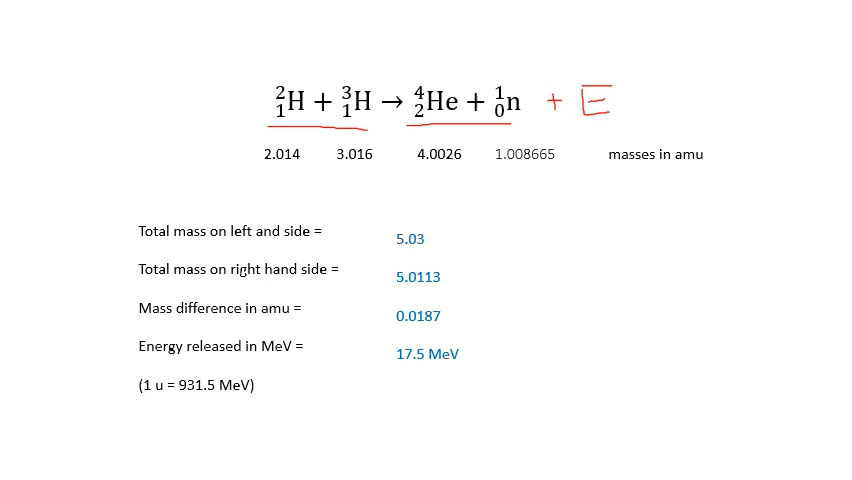 ²₁H + ³₁H → ⁴₂He + ¹₀n + E
2.014 3.016 4.0026 1.008665 masses in amu
Total mass on left and side = 5.03
Total mass on right hand side = 5.0113
Mass difference in amu = 0.0187
Energy released in MeV = 17.5 MeV
(1 u = 931.5 MeV)